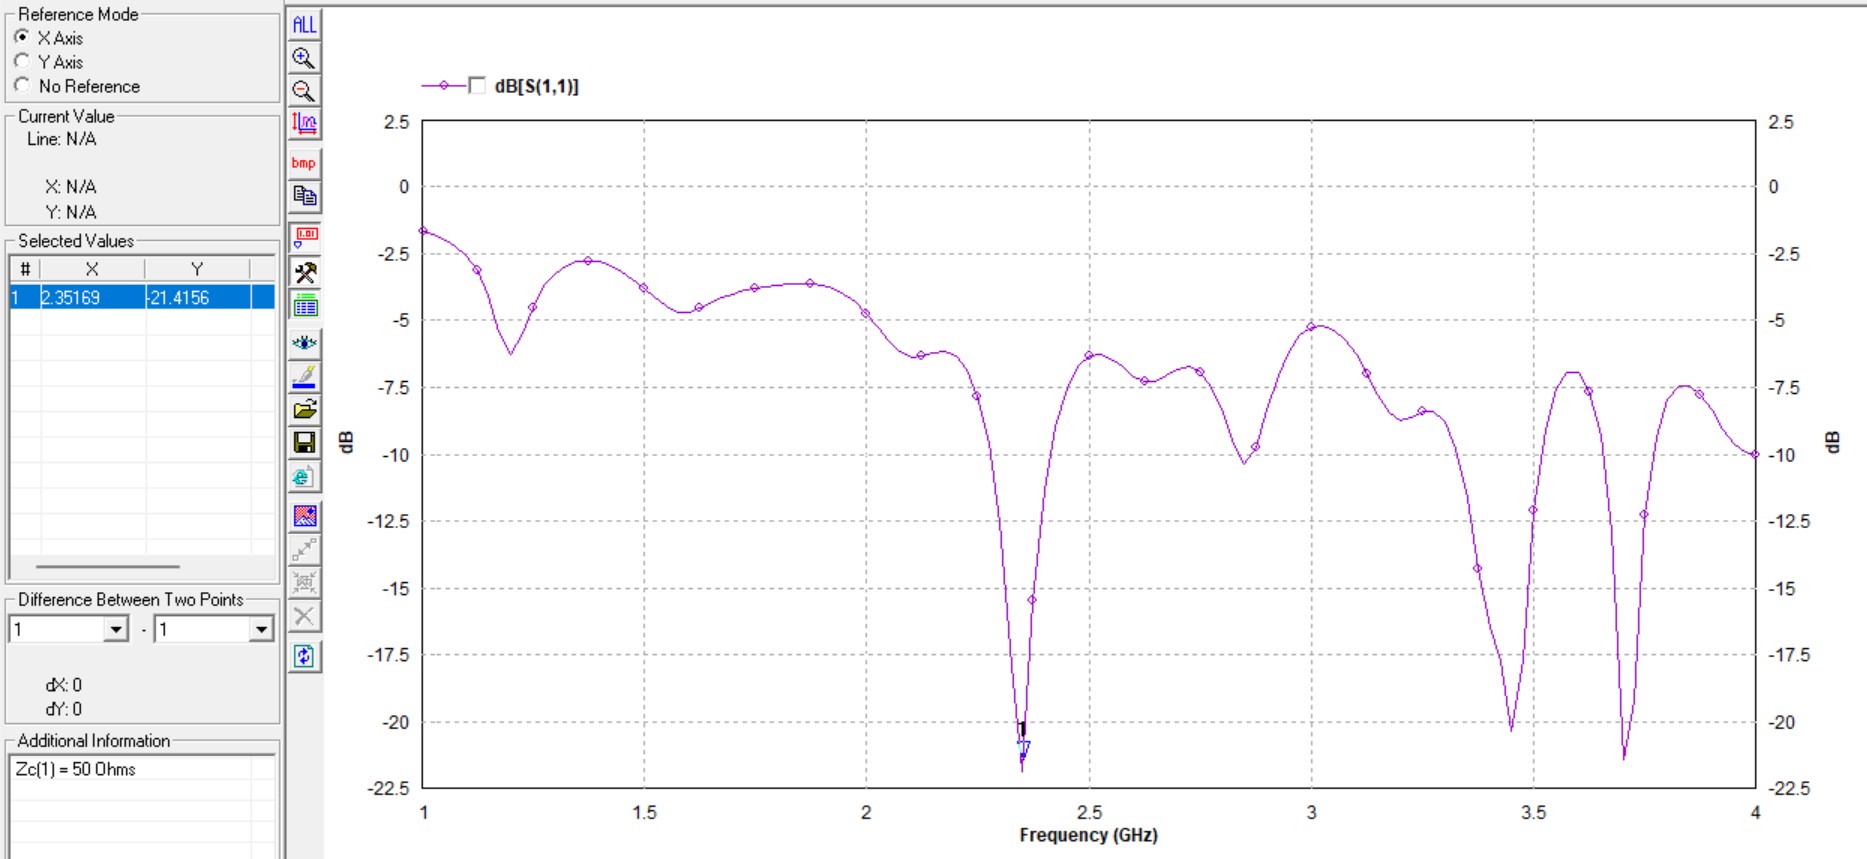 Reference Mode
X Axis
Y Axis
No Reference
Current Value
Line: N/A
X: N/A
Y: N/A
Selected Values
# X Y
1 2.35169 -21.4156
Difference Between Two Points
1 - 1
dX: 0
dY: 0
Additional Information
Zc(1) = 50 Ohms
ALL
bmp
1.01
dB[S(1,1)]
2.5 2.5
0 0
-2.5 -2.5
-5 -5
-7.5 -7.5
dB dB
-10 -10
-12.5 -12.5
-15 -15
-17.5 -17.5
-20 -20
-22.5 -22.5
1 1.5 2 2.5 3 3.5 4
Frequency (GHz)